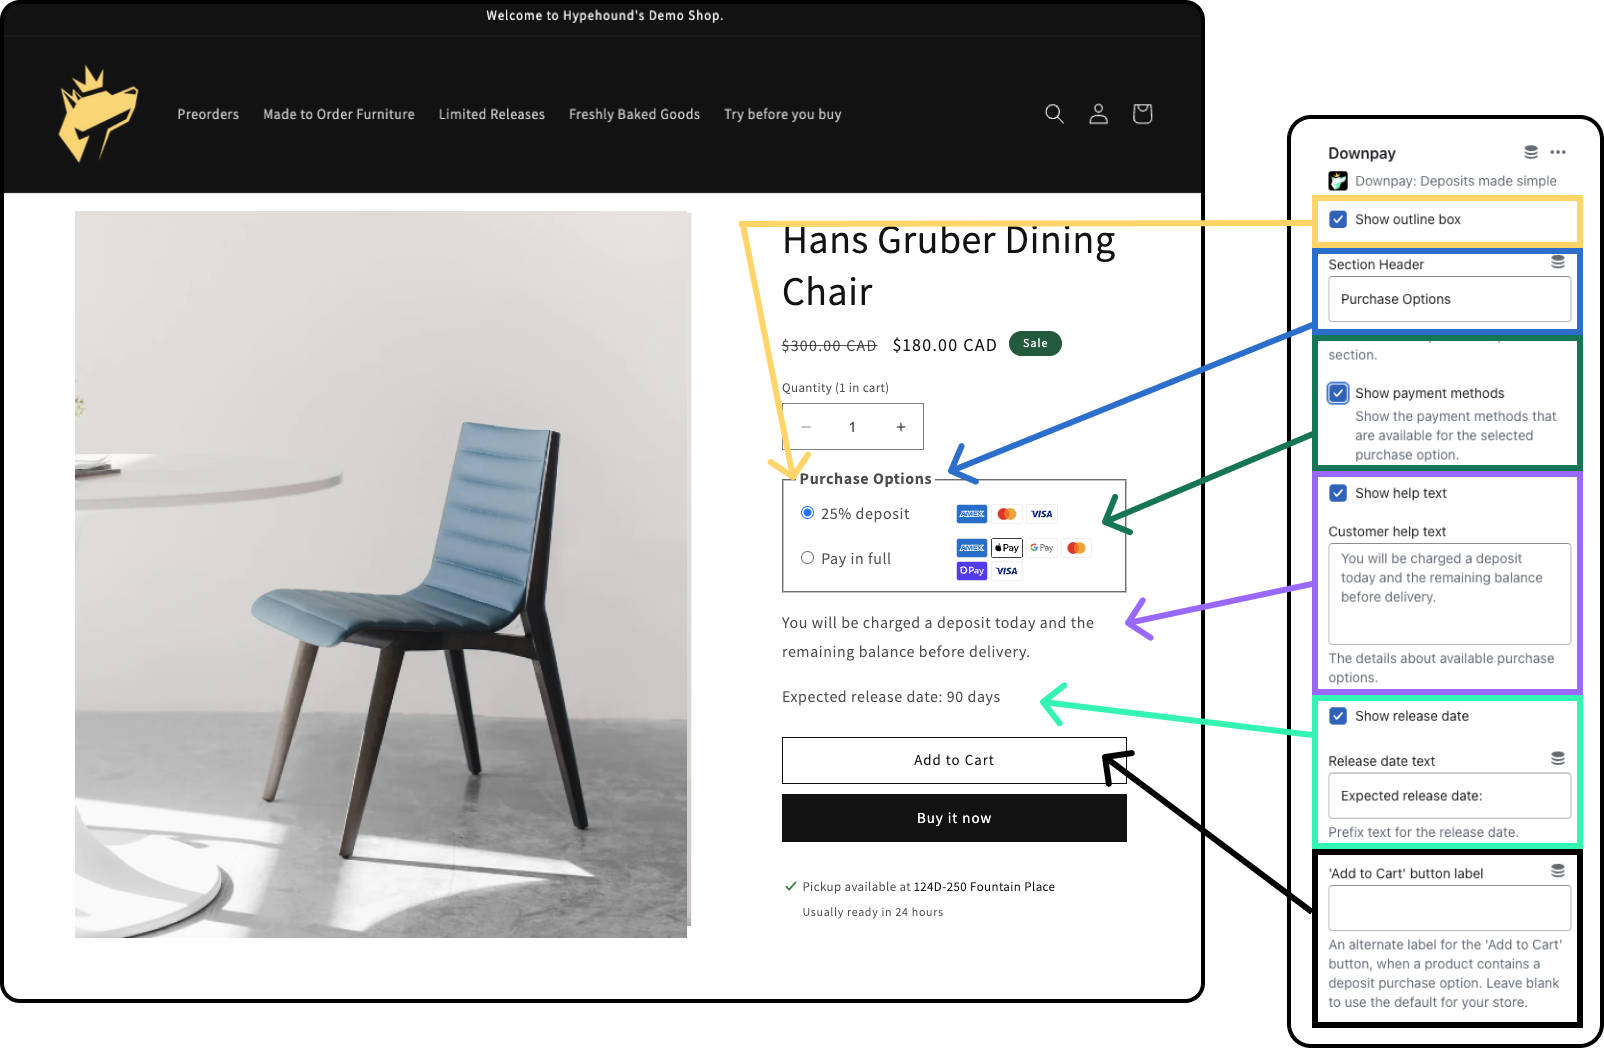 Welcome to Hypehound's Demo Shop.
Preorders
Made to Order Furniture
Limited Releases
Freshly Baked Goods
Try before you buy
Hans Gruber Dining
Chair
$300.00 CAD $180.00 CAD Sale
Quantity (1 in cart)
− 1 +
Purchase Options
25% deposit
AMEX VISA
Pay in full
AMEX Pay G Pay
D Pay VISA
You will be charged a deposit today and the
remaining balance before delivery.
Expected release date: 90 days
Add to Cart
Buy it now
Pickup available at 124D-250 Fountain Place
Usually ready in 24 hours
Downpay
Downpay: Deposits made simple
Show outline box
Section Header
Purchase Options
section.
Show payment methods
Show the payment methods that
are available for the selected
purchase option.
Show help text
Customer help text
You will be charged a deposit
today and the remaining balance
before delivery.
The details about available purchase
options.
Show release date
Release date text
Expected release date:
Prefix text for the release date.
'Add to Cart' button label
An alternate label for the 'Add to Cart'
button, when a product contains a
deposit purchase option. Leave blank
to use the default for your store.